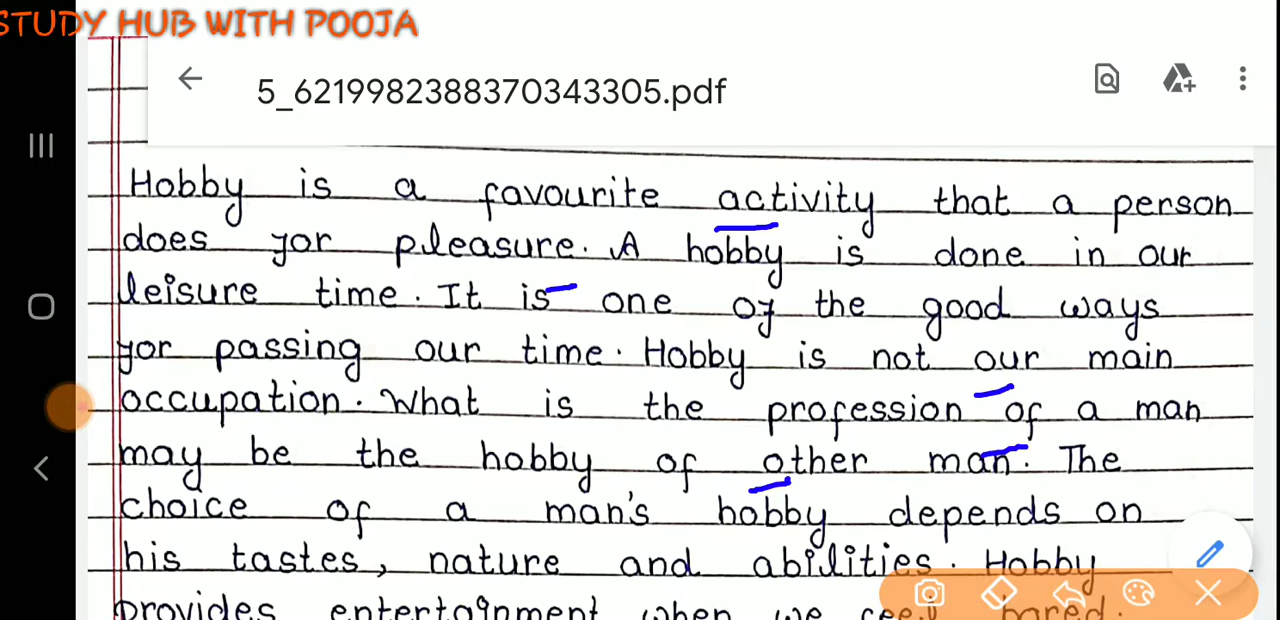 STUDY HUB WITH POOJA
5_6219982388370343305.pdf
Hobby is a favourite activity that a person
does for pleasure. A hobby is done in our
leisure time. It is one of the good ways
for passing our time. Hobby is not our main
occupation. What is the profession of a man
may be the hobby of other man. The
choice of a man's hobby depends on
his tastes, nature and abilities. Hobby
provides entertainment when we feel bored.